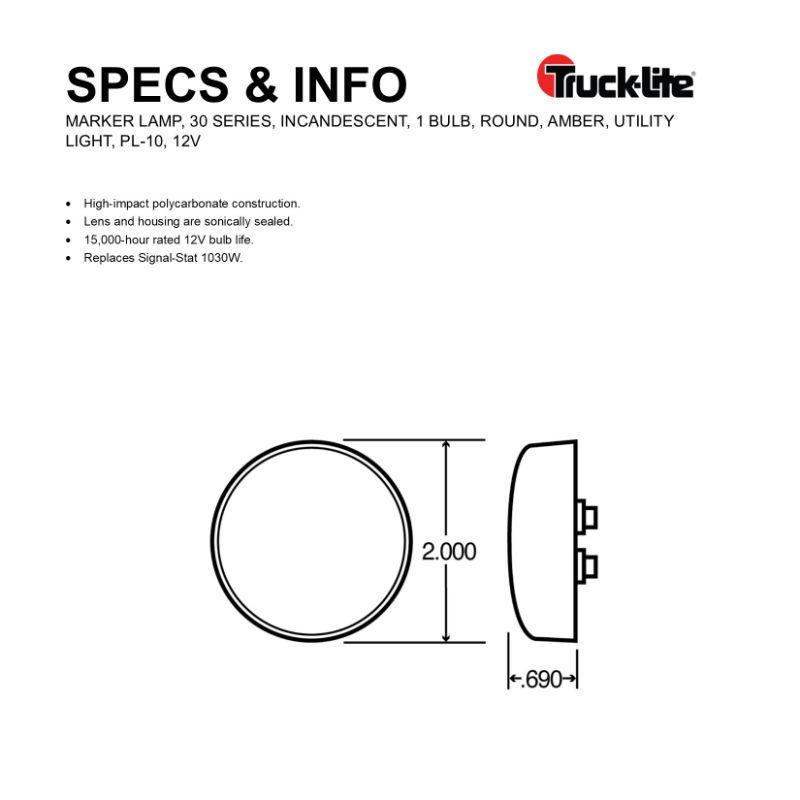 SPECS & INFO
Truck-Lite®
MARKER LAMP, 30 SERIES, INCANDESCENT, 1 BULB, ROUND, AMBER, UTILITY
LIGHT, PL-10, 12V
• High-impact polycarbonate construction.
• Lens and housing are sonically sealed.
• 15,000-hour rated 12V bulb life.
• Replaces Signal-Stat 1030W.
2.000
.690